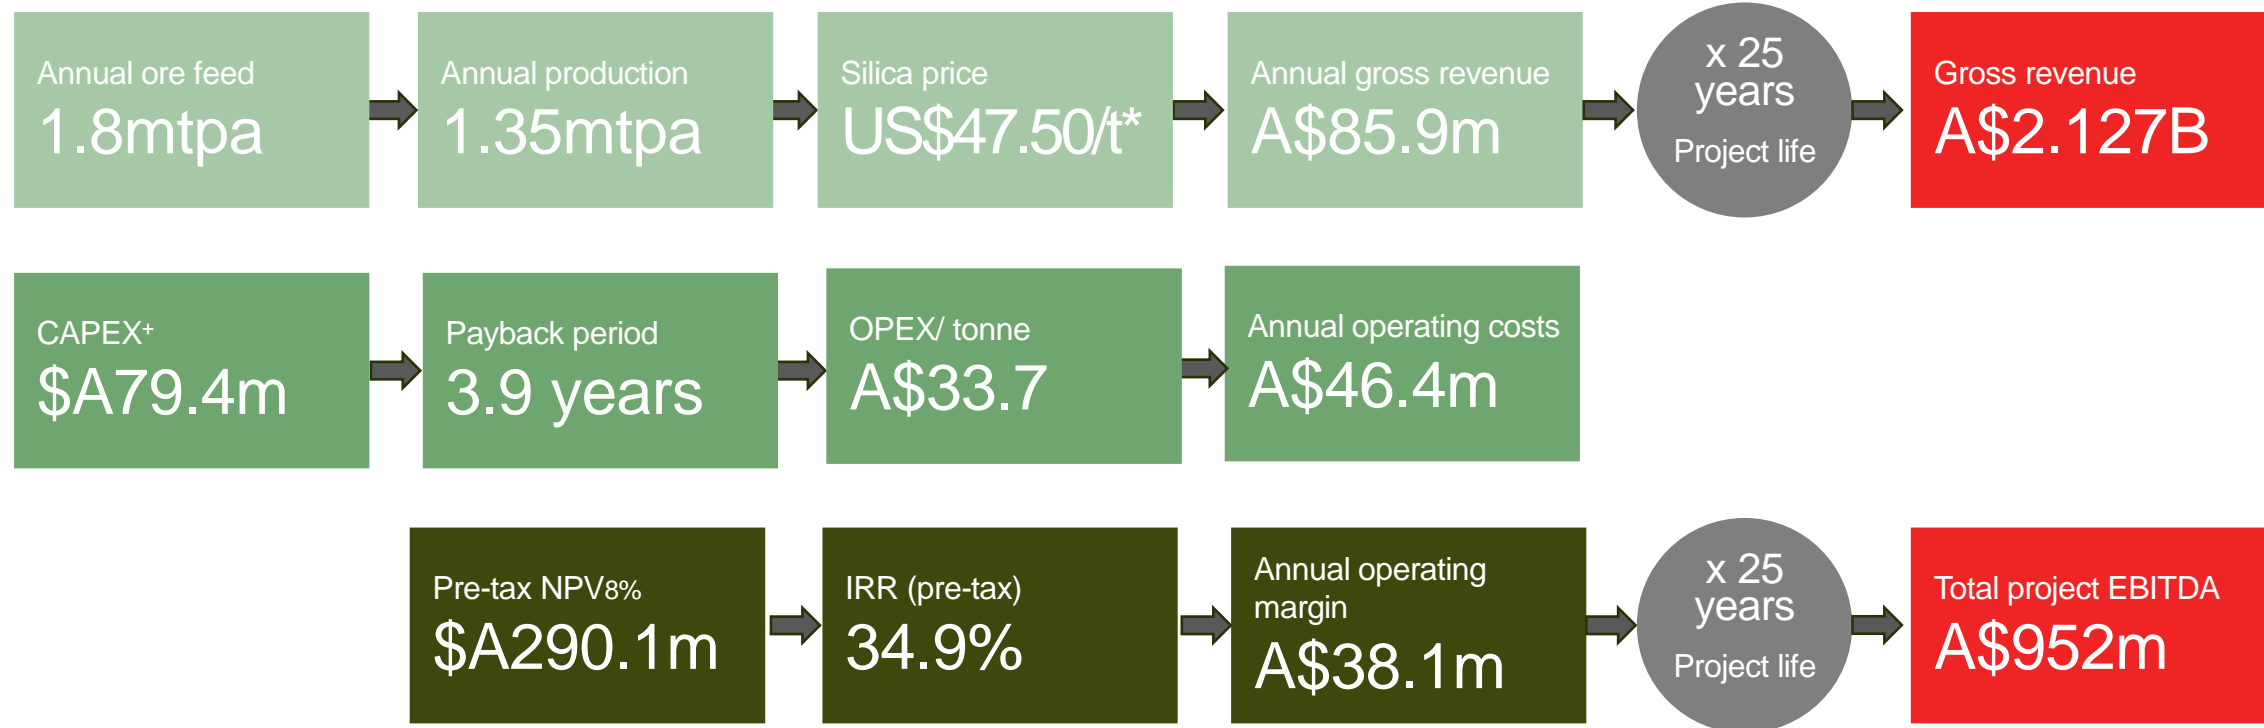 Annual ore feed
1.8mtpa
Annual production
1.35mtpa
Silica price
US$47.50/t*
Annual gross revenue
A$85.9m
x 25
years
Project life
Gross revenue
A$2.127B
CAPEX+
$A79.4m
Payback period
3.9 years
OPEX/ tonne
A$33.7
Annual operating costs
A$46.4m
Pre-tax NPV8%
$A290.1m
IRR (pre-tax)
34.9%
Annual operating
margin
A$38.1m
x 25
years
Project life
Total project EBITDA
A$952m